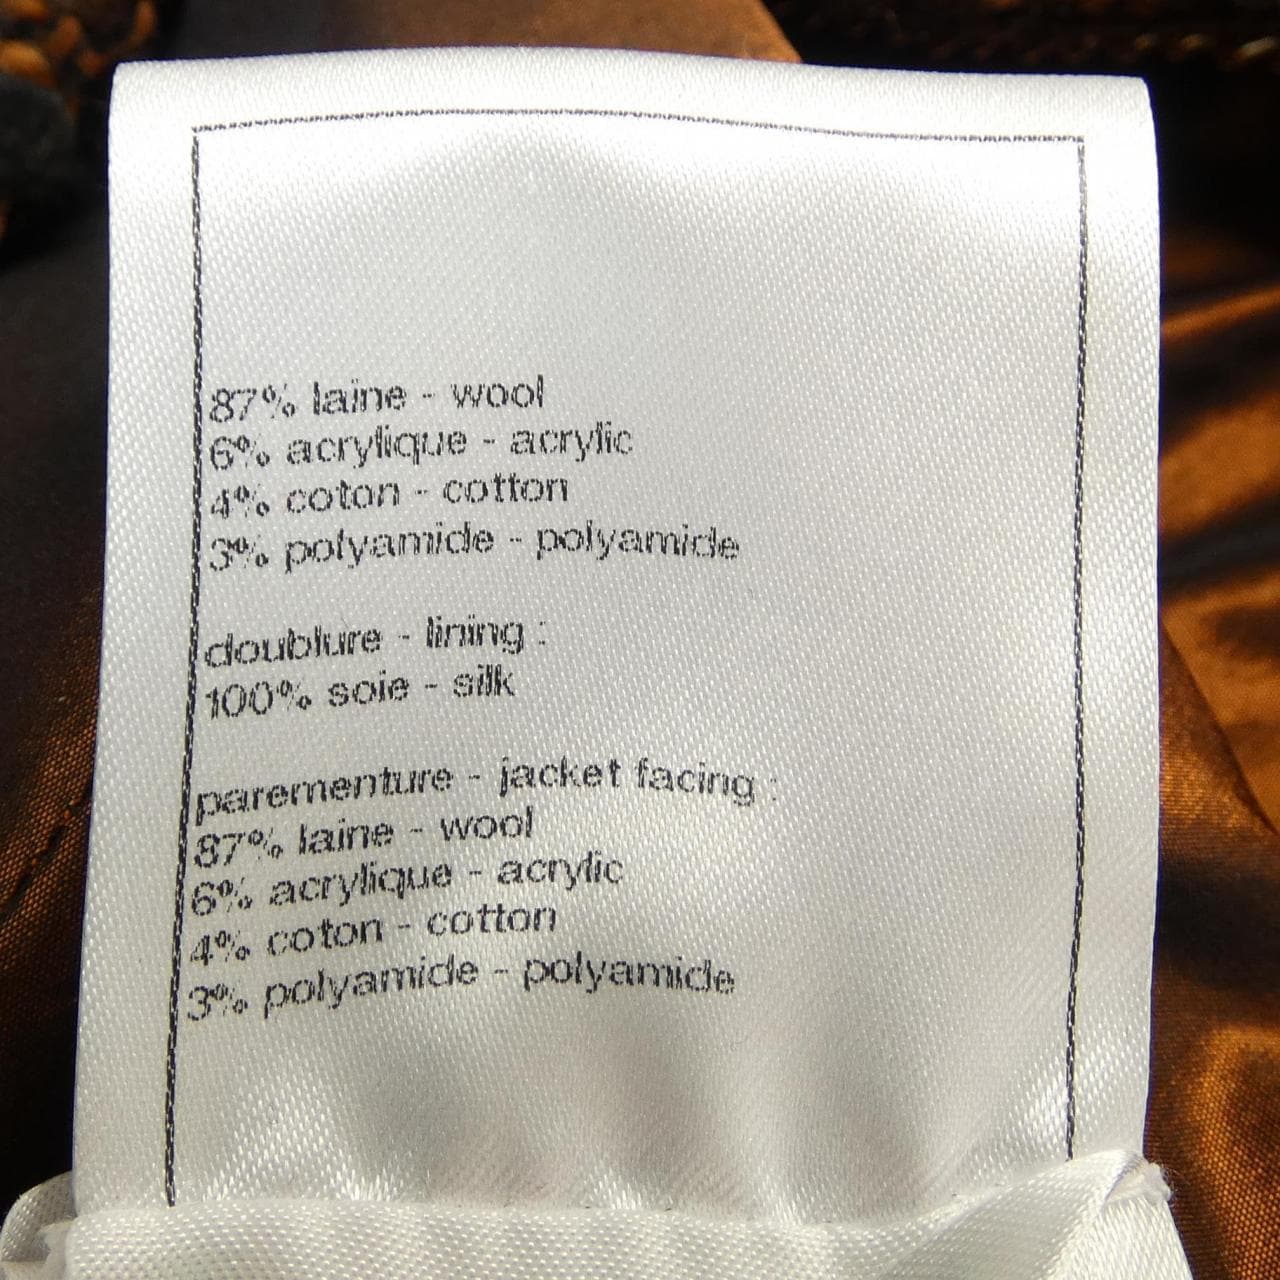 87% laine - wool
6% acrylique - acrylic
4% coton - cotton
3% polyamide - polyamide
doublure - lining :
100% soie - silk
parementure - jacket facing :
87% laine - wool
6% acrylique - acrylic
4% coton - cotton
3% polyamide - polyamide